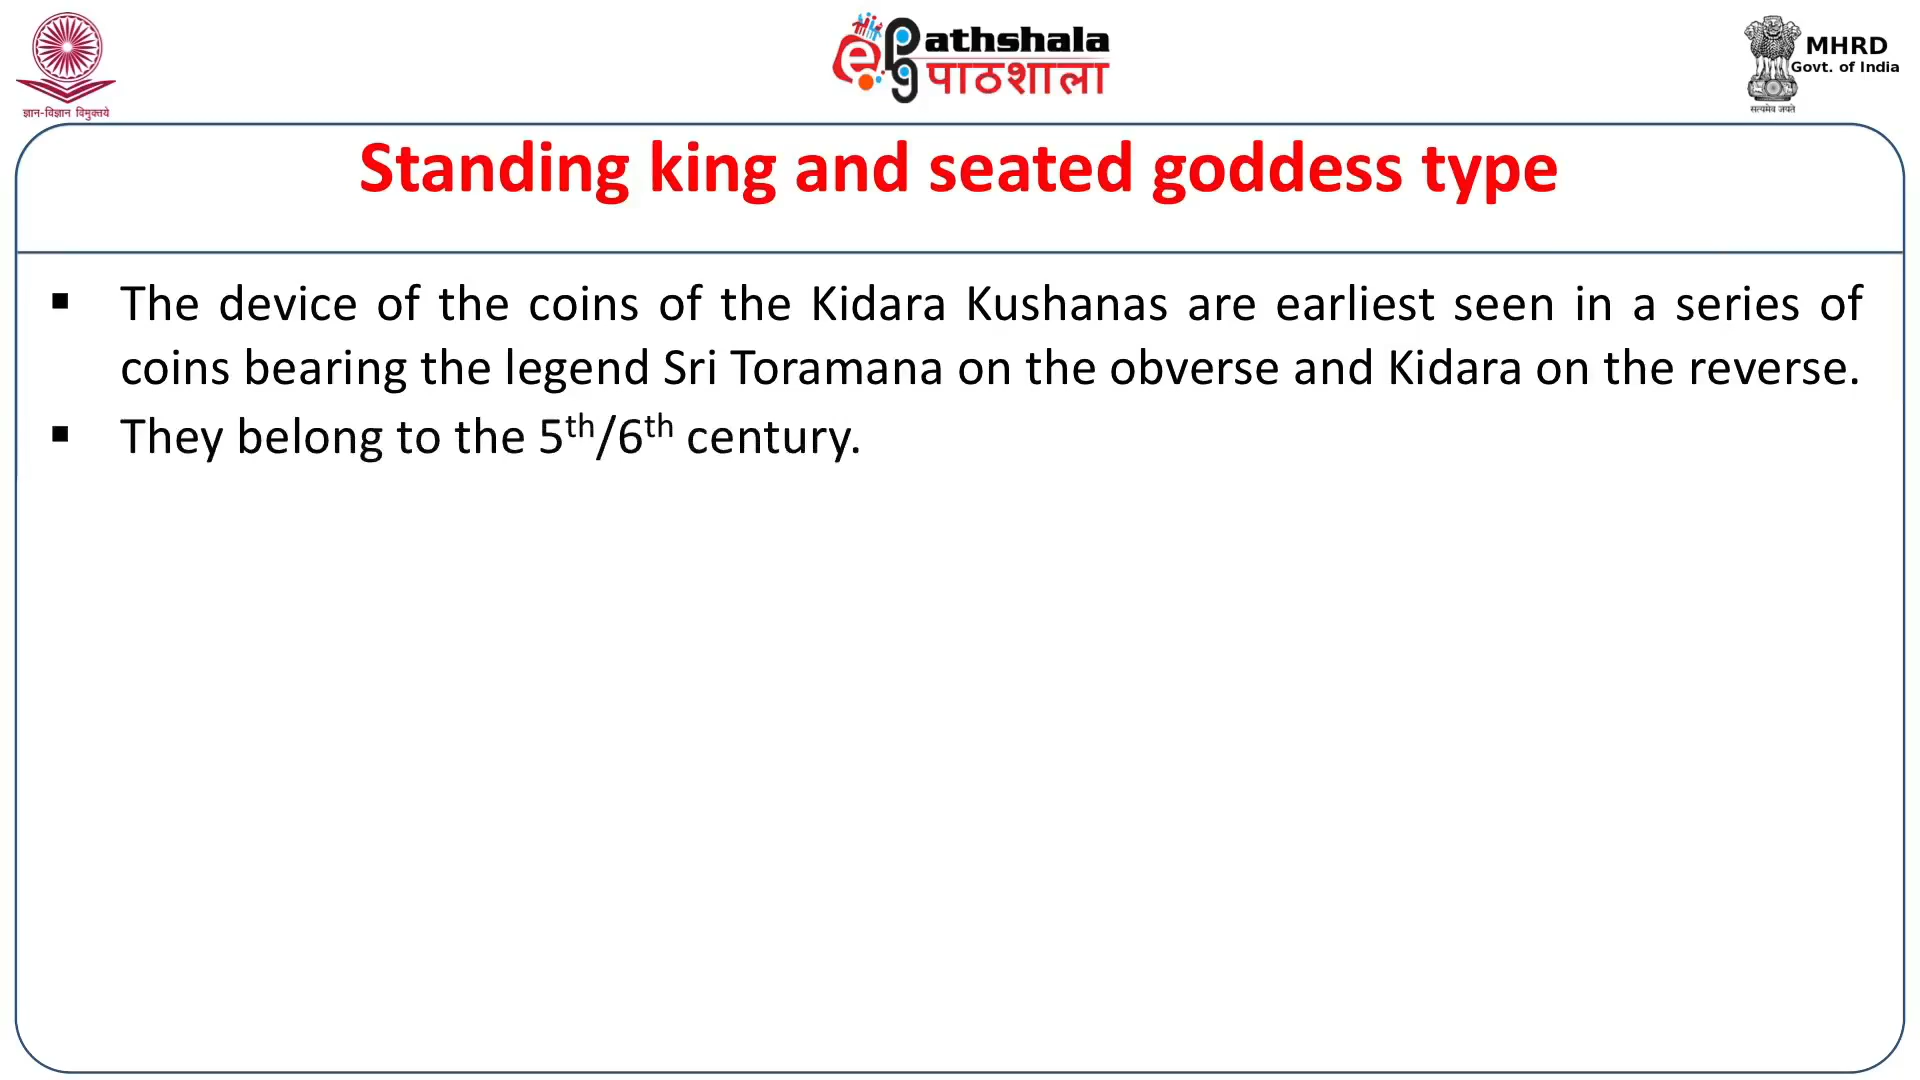 ज्ञान-विज्ञान विमुक्तये
e
pg
Pathshala
पाठशाला
MHRD
Govt. of India
सत्यमेव जयते
Standing king and seated goddess type
▪ The device of the coins of the Kidara Kushanas are earliest seen in a series of
coins bearing the legend Sri Toramana on the obverse and Kidara on the reverse.
▪ They belong to the 5th/6th century.